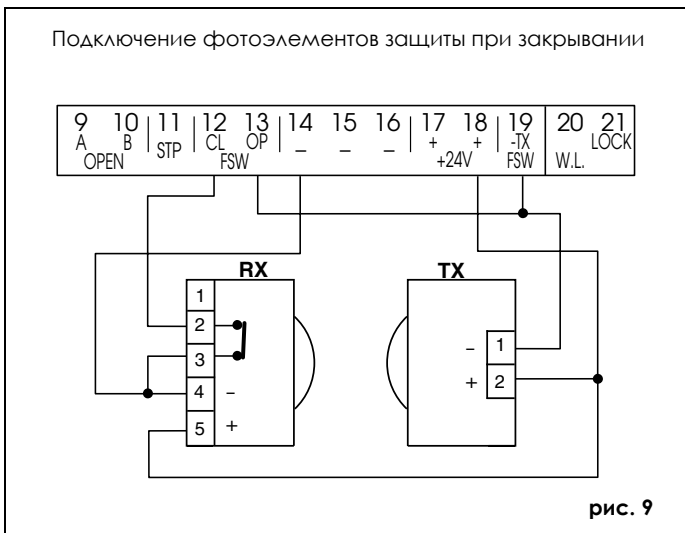 Подключение фотоэлементов защиты при закрывании
9 10 11 12 13 14 15 16 17 18 19 20 21
A B STP CL OP _ _ _ + + -TX W.L. LOCK
OPEN FSW +24V FSW
RX TX
1
2
3
4 –
5 +
– 1
+ 2
рис. 9